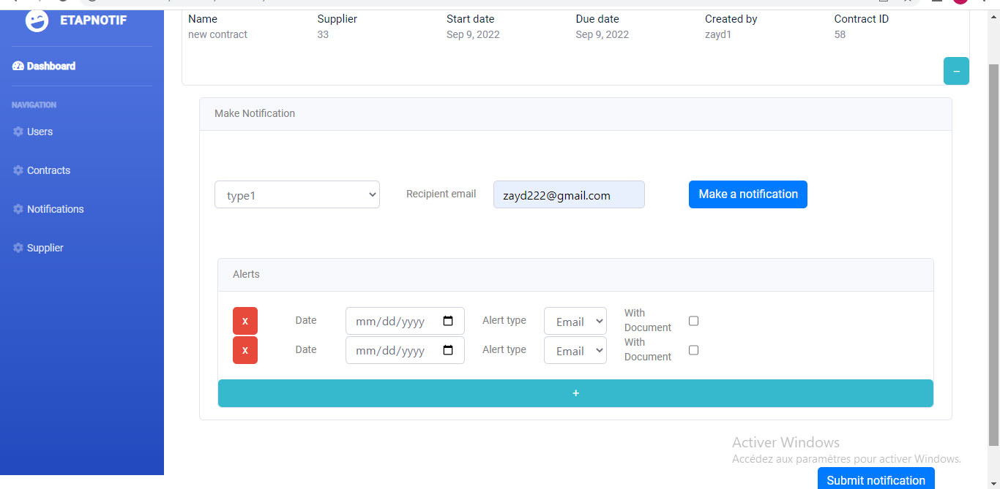 ETAPNOTIF
Dashboard
NAVIGATION
Users
Contracts
Notifications
Supplier
Name Supplier Start date Due date Created by Contract ID
new contract 33 Sep 9, 2022 Sep 9, 2022 zayd1 58
−
Make Notification
type1 Recipient email zayd222@gmail.com Make a notification
Alerts
X Date mm/dd/yyyy Alert type Email With Document
X Date mm/dd/yyyy Alert type Email With Document
+
Activer Windows
Accédez aux paramètres pour activer Windows.
Submit notification